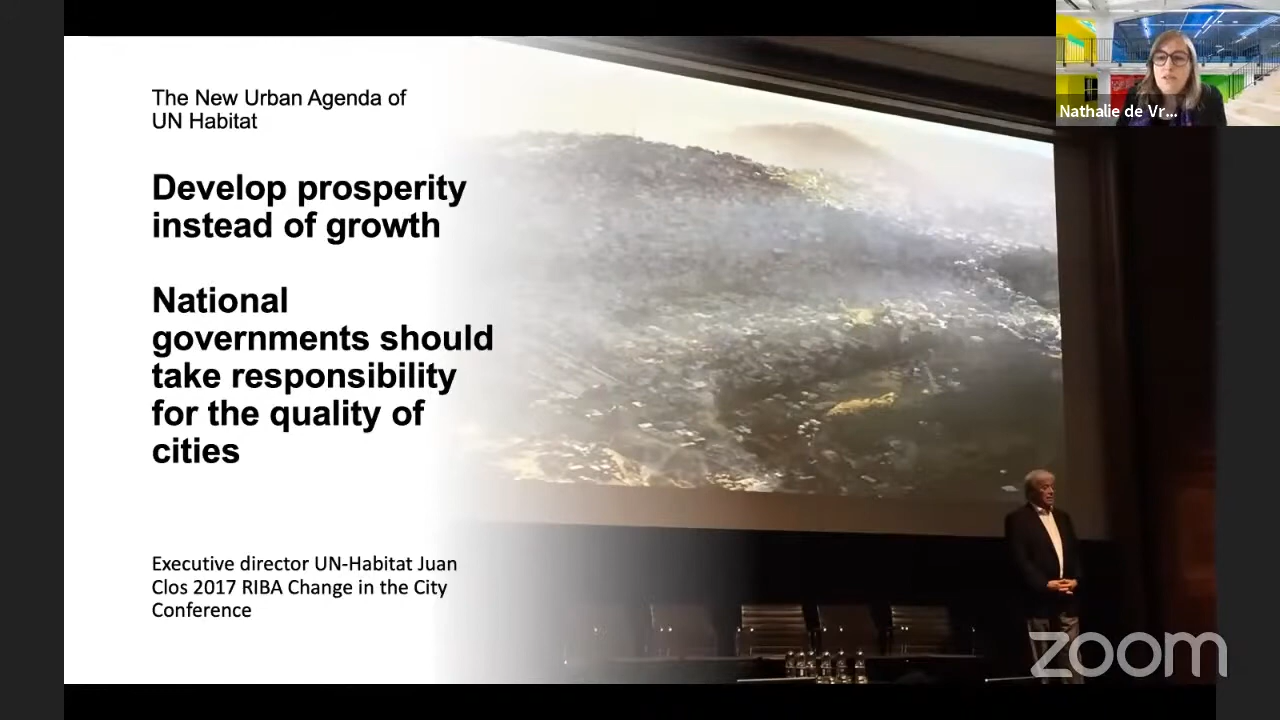 The New Urban Agenda of
UN Habitat
Develop prosperity
instead of growth
National
governments should
take responsibility
for the quality of
cities
Executive director UN-Habitat Juan
Clos 2017 RIBA Change in the City
Conference
Nathalie de Vr...
zoom